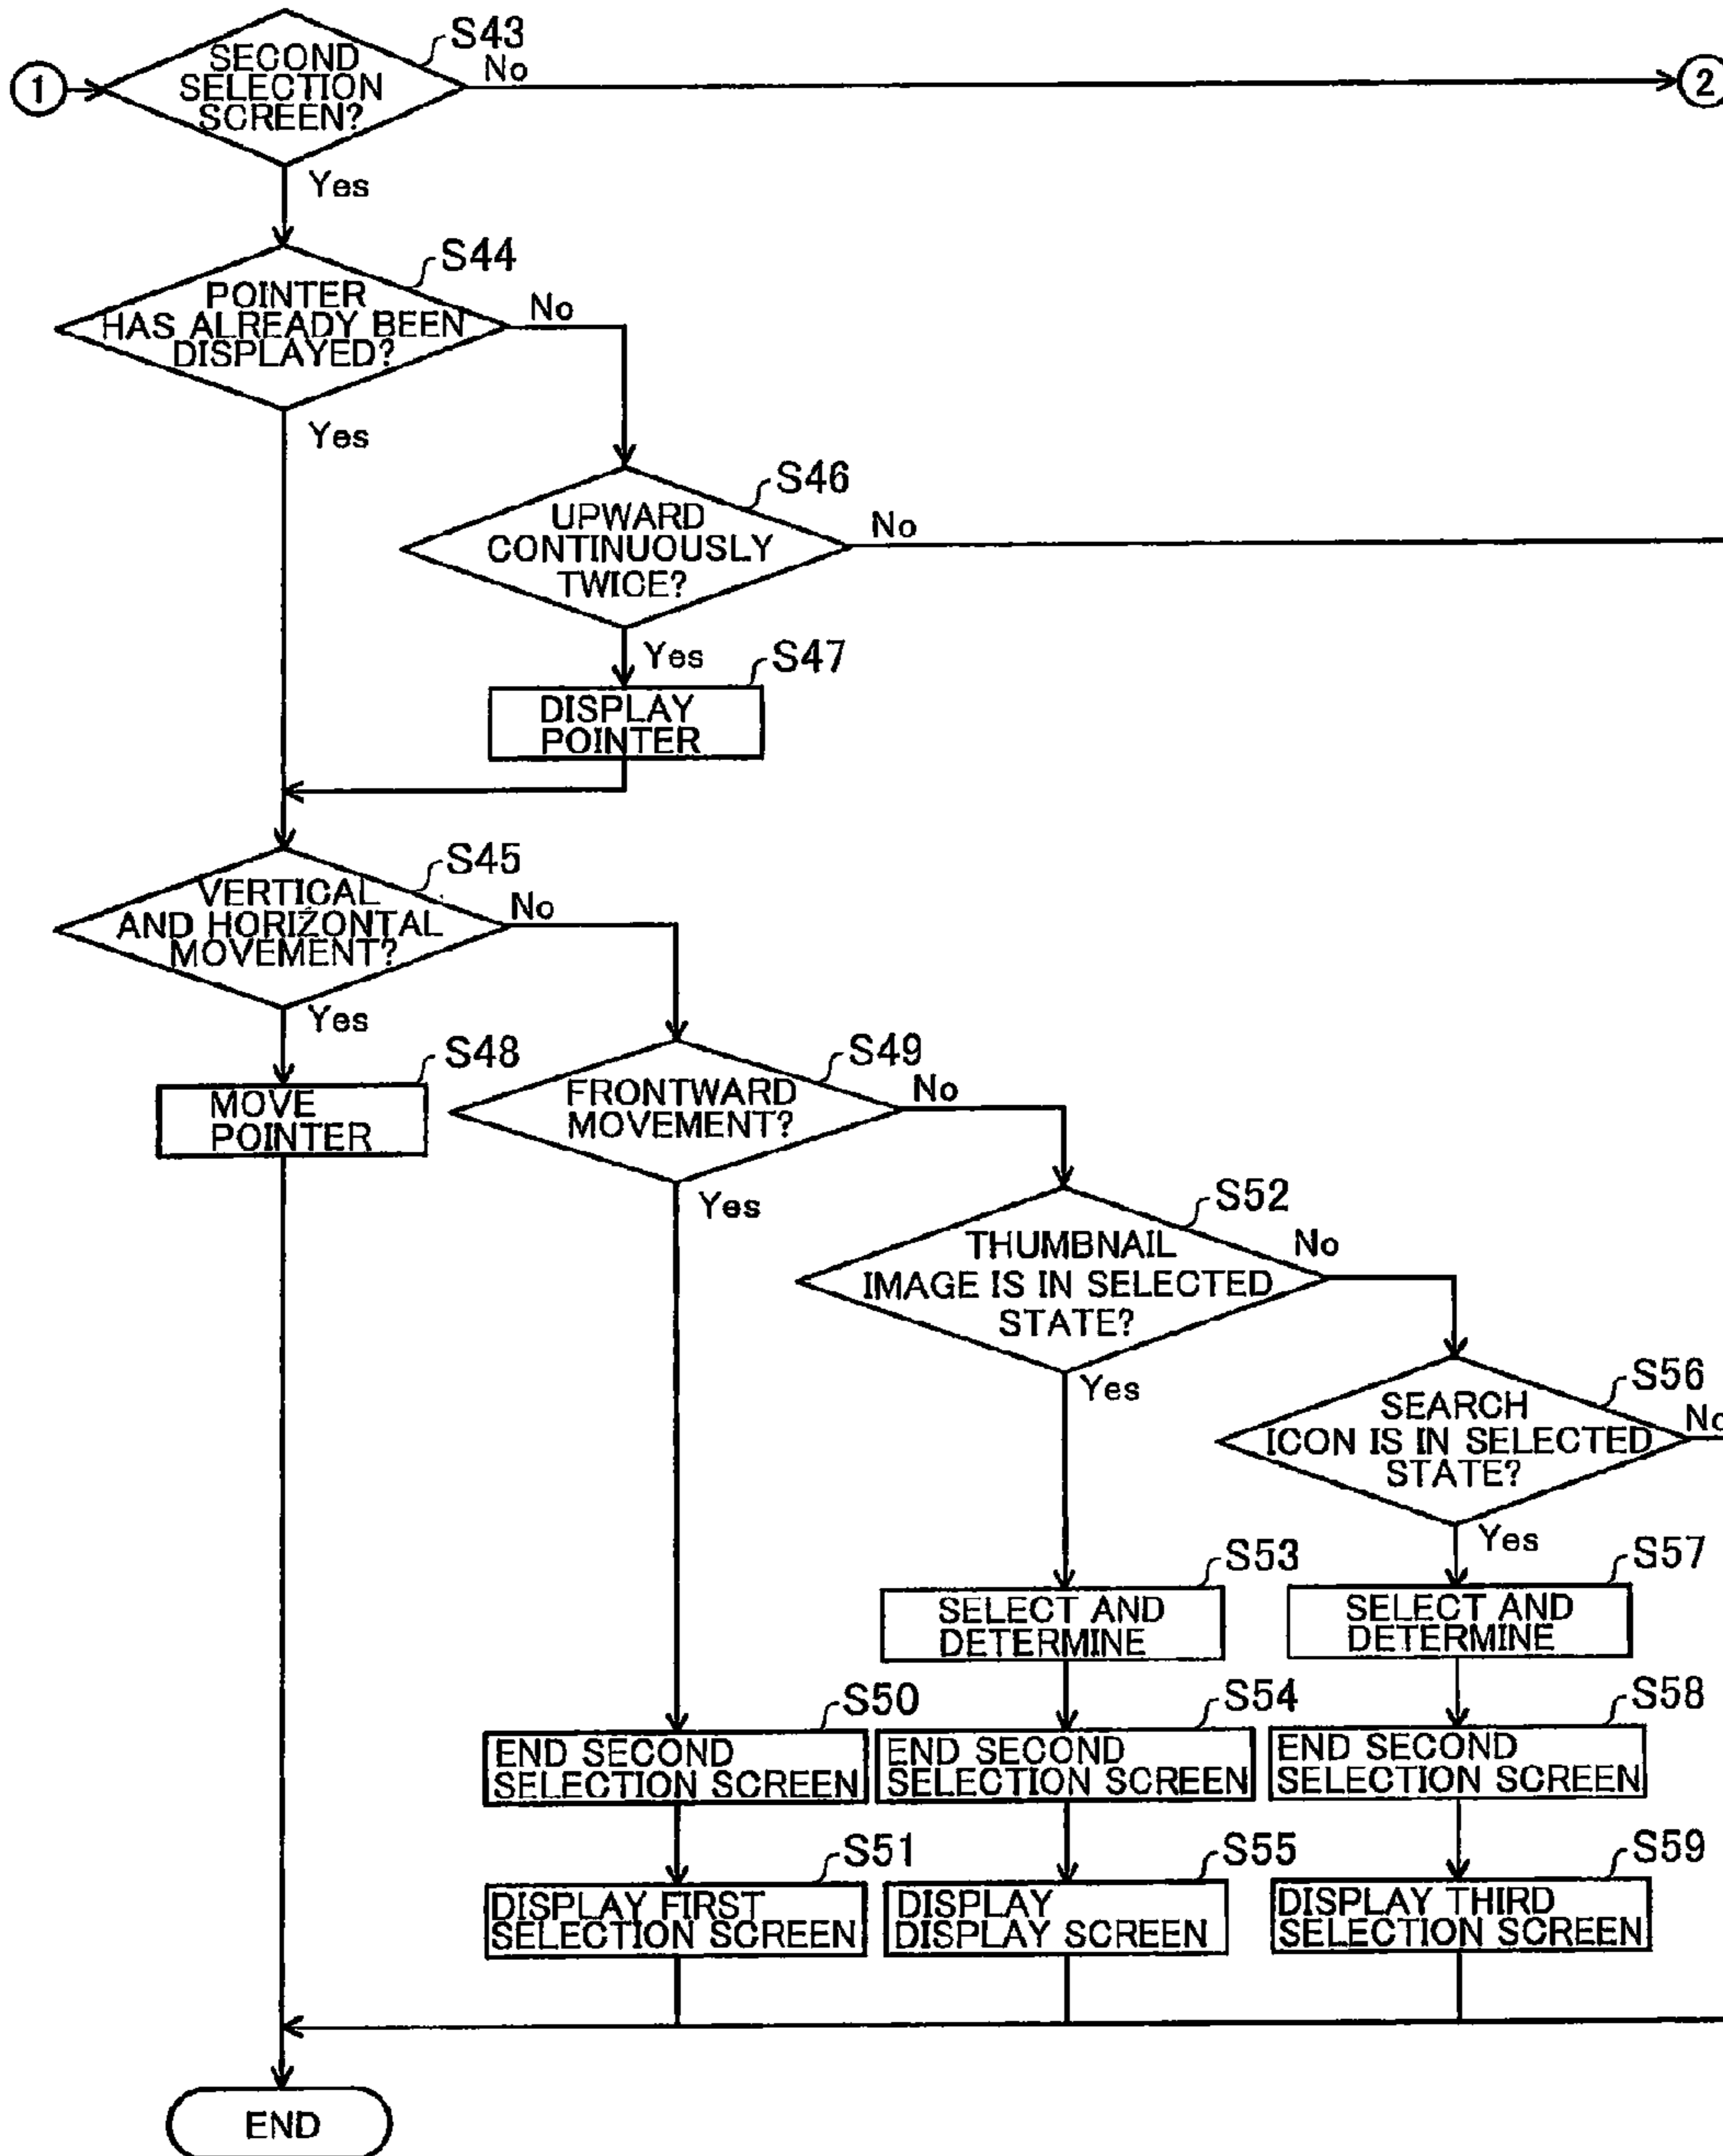 S43
SECOND
SELECTION
SCREEN?
No
1
2
Yes
S44
POINTER
HAS ALREADY BEEN
DISPLAYED?
No
Yes
S46
UPWARD
CONTINUOUSLY
TWICE?
No
Yes
S47
DISPLAY
POINTER
S45
VERTICAL
AND HORIZONTAL
MOVEMENT?
No
Yes
S48
MOVE
POINTER
S49
FRONTWARD
MOVEMENT?
No
Yes
S52
THUMBNAIL
IMAGE IS IN SELECTED
STATE?
No
Yes
S56
SEARCH
ICON IS IN SELECTED
STATE?
No
Yes
S53
SELECT AND
DETERMINE
S57
SELECT AND
DETERMINE
S50
END SECOND
SELECTION SCREEN
S54
END SECOND
SELECTION SCREEN
S58
END SECOND
SELECTION SCREEN
S51
DISPLAY FIRST
SELECTION SCREEN
S55
DISPLAY
DISPLAY SCREEN
S59
DISPLAY THIRD
SELECTION SCREEN
END